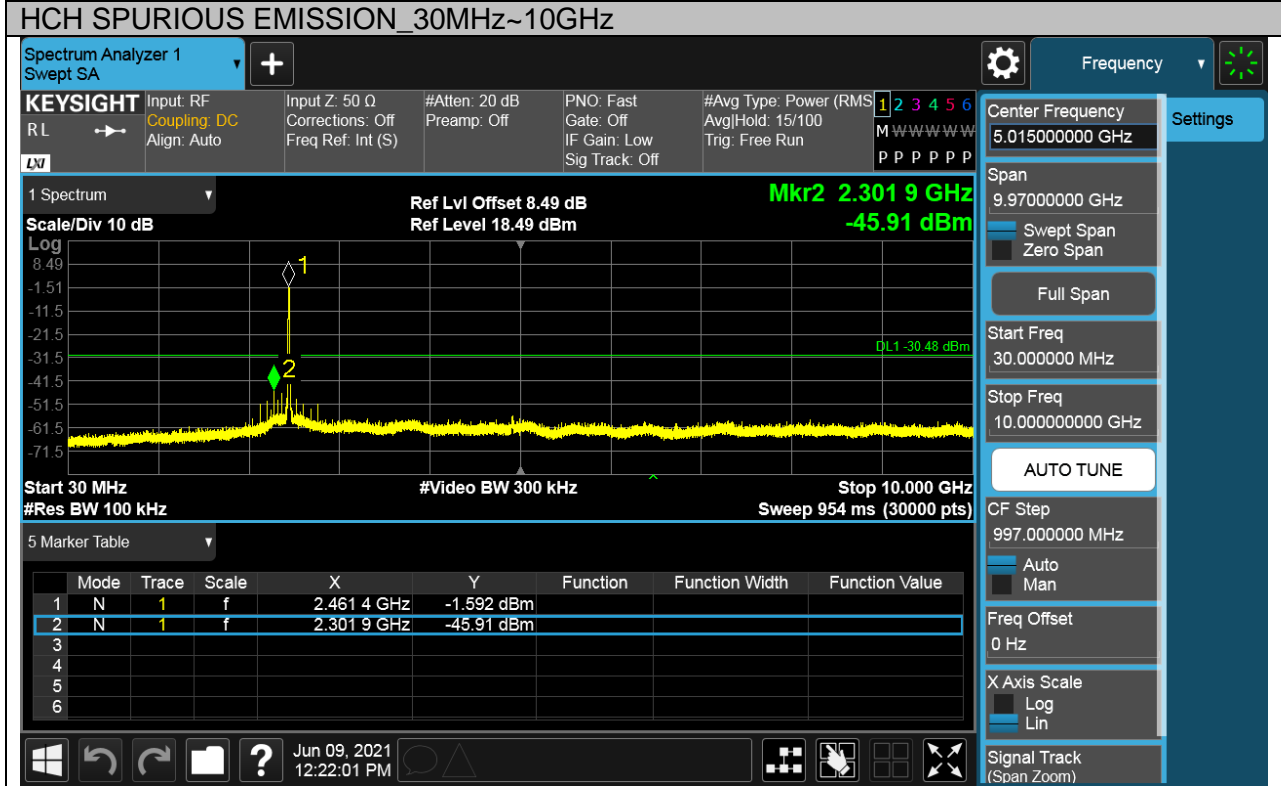 HCH SPURIOUS EMISSION_30MHz~10GHz
Spectrum Analyzer 1
Swept SA
+
Frequency
KEYSIGHT
RL
LXI
Input: RF
Coupling: DC
Align: Auto
Input Z: 50 Ω
Corrections: Off
Freq Ref: Int (S)
#Atten: 20 dB
Preamp: Off
PNO: Fast
Gate: Off
IF Gain: Low
Sig Track: Off
#Avg Type: Power (RMS
Avg|Hold: 15/100
Trig: Free Run
1 2 3 4 5 6
M W W W W W
P P P P P P
1 Spectrum
Scale/Div 10 dB
Ref Lvl Offset 8.49 dB
Ref Level 18.49 dBm
Mkr2 2.301 9 GHz
-45.91 dBm
Log
8.49
-1.51
-11.5
-21.5
-31.5
-41.5
-51.5
-61.5
-71.5
1
2
DL1 -30.48 dBm
Start 30 MHz
#Video BW 300 kHz
Stop 10.000 GHz
#Res BW 100 kHz
Sweep 954 ms (30000 pts)
5 Marker Table
Mode Trace Scale X Y Function Function Width Function Value
1 N 1 f 2.461 4 GHz -1.592 dBm
2 N 1 f 2.301 9 GHz -45.91 dBm
3
4
5
6
?
Jun 09, 2021
12:22:01 PM
Center Frequency
5.015000000 GHz
Settings
Span
9.97000000 GHz
Swept Span
Zero Span
Full Span
Start Freq
30.000000 MHz
Stop Freq
10.000000000 GHz
AUTO TUNE
CF Step
997.000000 MHz
Auto
Man
Freq Offset
0 Hz
X Axis Scale
Log
Lin
Signal Track
(Span Zoom)